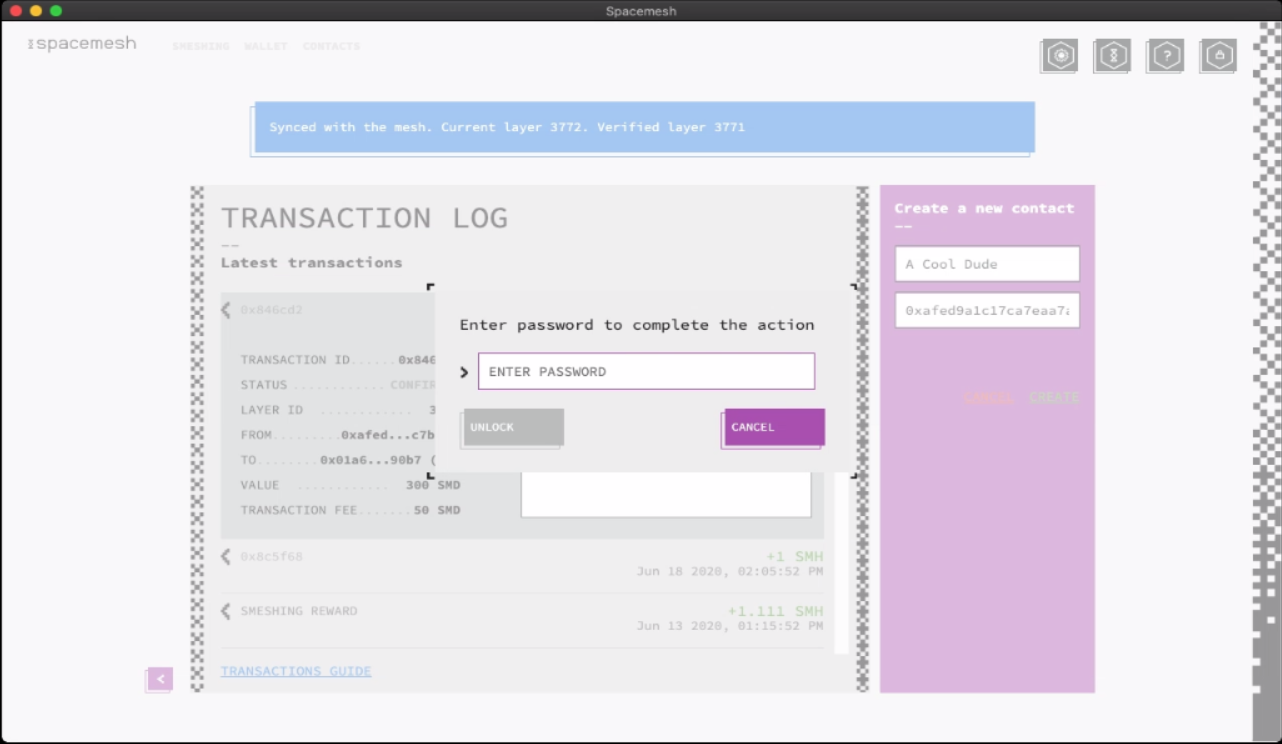 Spacemesh
spacemesh
SMESHING WALLET CONTACTS
?
Synced with the mesh. Current layer 3772. Verified layer 3771
TRANSACTION LOG
--
Latest transactions
0x846cd2
TRANSACTION ID......0x846
STATUS ............ CONFIR
LAYER ID ............ 3
FROM.........0xafed...c7b
TO........0x01a6...90b7 (
VALUE ............ 300 SMD
TRANSACTION FEE.......50 SMD
Enter password to complete the action
ENTER PASSWORD
UNLOCK
CANCEL
0x8c5f68
+1 SMH
Jun 18 2020, 02:05:52 PM
SMESHING REWARD
+1.111 SMH
Jun 13 2020, 01:15:52 PM
TRANSACTIONS GUIDE
Create a new contact
--
A Cool Dude
0xafed9a1c17ca7eaa7a
CANCEL CREATE